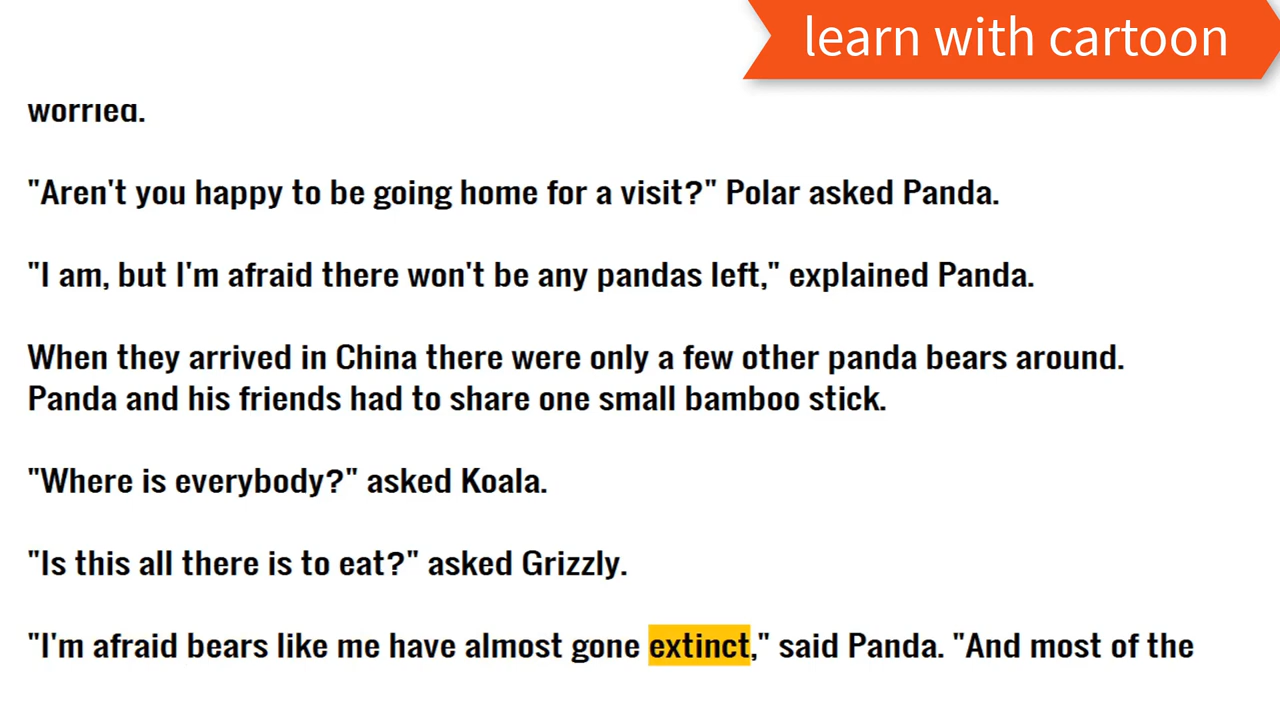 learn with cartoon
worried.
"Aren't you happy to be going home for a visit?" Polar asked Panda.
"I am, but I'm afraid there won't be any pandas left," explained Panda.
When they arrived in China there were only a few other panda bears around.
Panda and his friends had to share one small bamboo stick.
"Where is everybody?" asked Koala.
"Is this all there is to eat?" asked Grizzly.
"I'm afraid bears like me have almost gone extinct," said Panda. "And most of the